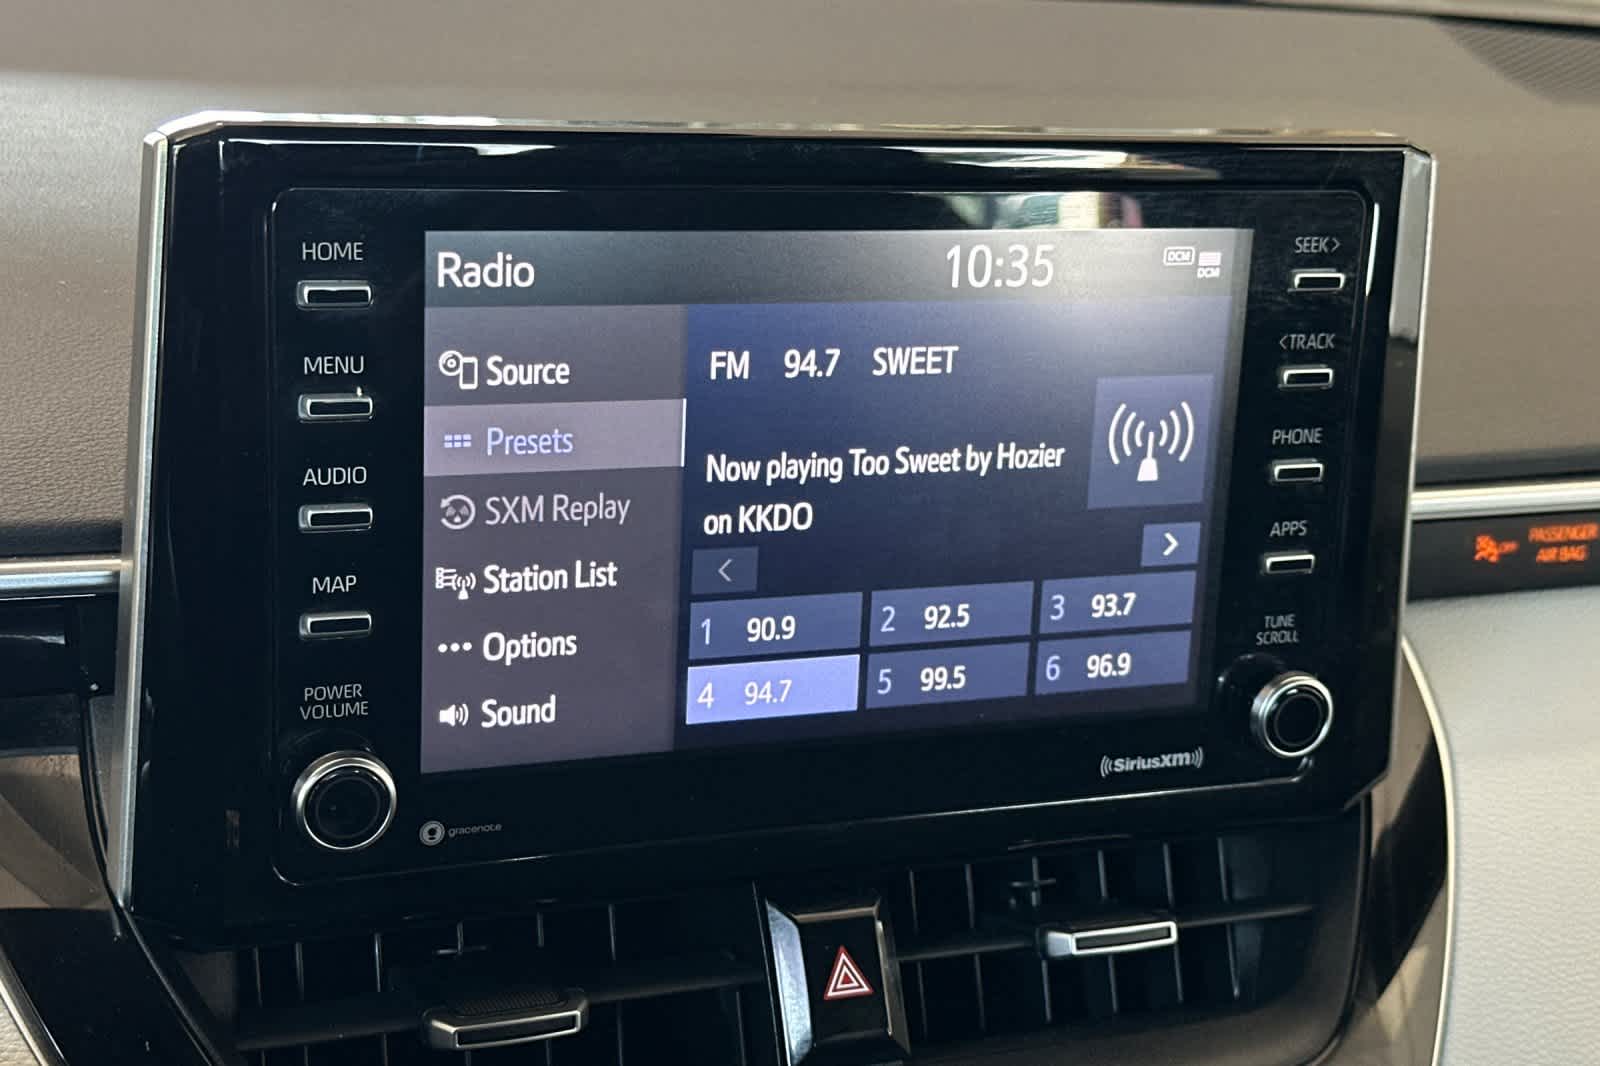 HOME
MENU
AUDIO
MAP
POWER
VOLUME
Radio
10:35
DCM
DCM
Source
Presets
SXM Replay
Station List
Options
Sound
FM 94.7 SWEET
Now playing Too Sweet by Hozier
on KKDO
<
>
1 90.9
2 92.5
3 93.7
4 94.7
5 99.5
6 96.9
SEEK>
<TRACK
PHONE
APPS
TUNE
SCROLL
gracenote
((SiriusXM))
OFF
PASSENGER
AIR BAG